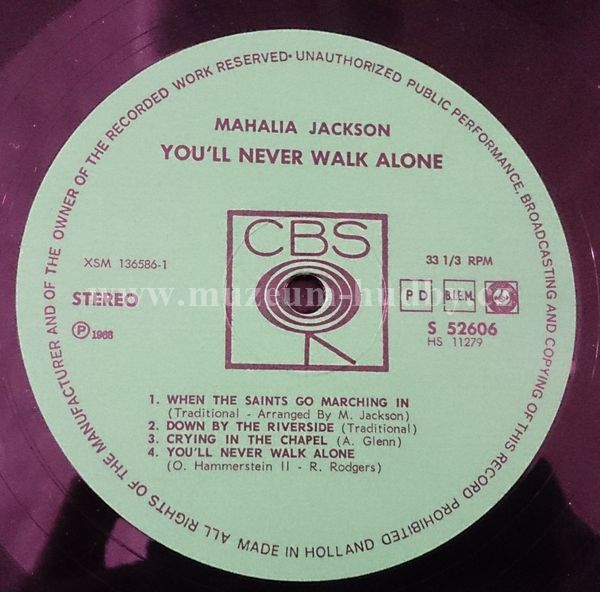 ALL RIGHTS OF THE MANUFACTURER AND OF THE OWNER OF THE RECORDED WORK RESERVED · UNAUTHORIZED PUBLIC PERFORMANCE, BROADCASTING AND COPYING OF THIS RECORD PROHIBITED
MAHALIA JACKSON
YOU'LL NEVER WALK ALONE
CBS
XSM 136586-1
33 1/3 RPM
STEREO
P D
B.I.E.M.
S 52606
HS 11279
Ⓟ 1968
1. WHEN THE SAINTS GO MARCHING IN
(Traditional - Arranged By M. Jackson)
2. DOWN BY THE RIVERSIDE (Traditional)
3. CRYING IN THE CHAPEL (A. Glenn)
4. YOU'LL NEVER WALK ALONE
(O. Hammerstein II - R. Rodgers)
MADE IN HOLLAND